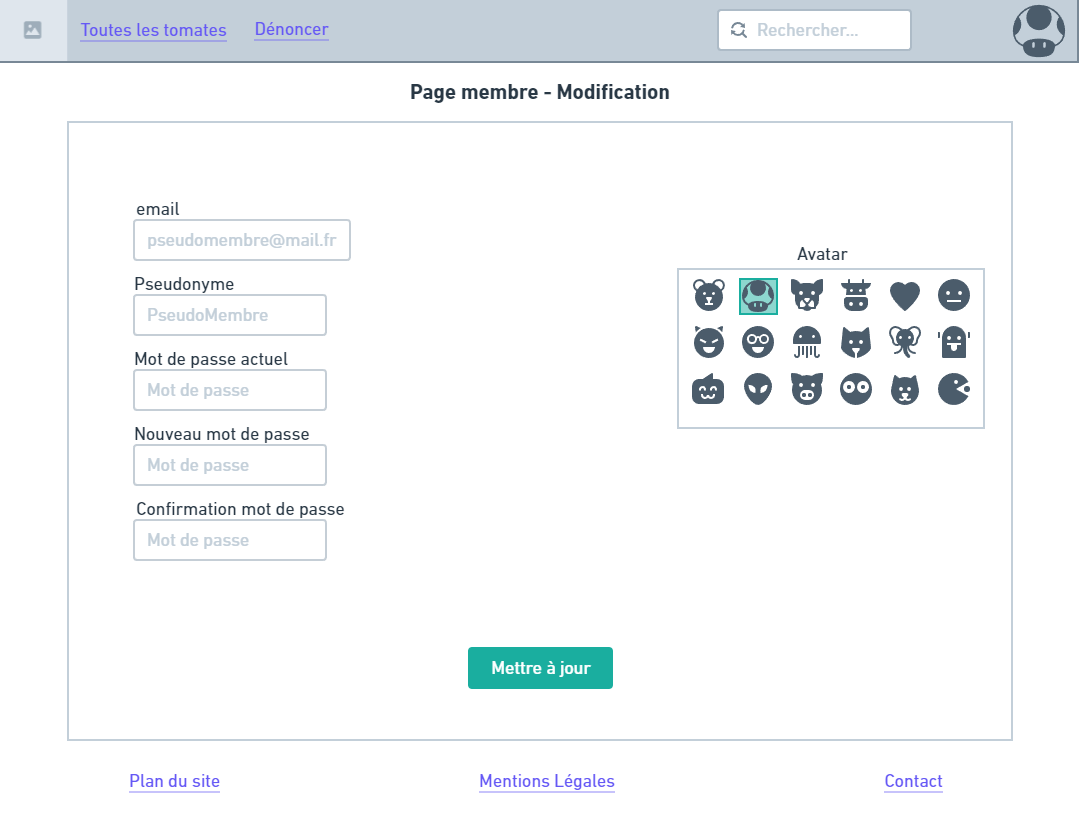 Toutes les tomates
Dénoncer
Rechercher...
Page membre - Modification
email
pseudomembre@mail.fr
Pseudonyme
PseudoMembre
Mot de passe actuel
Mot de passe
Nouveau mot de passe
Mot de passe
Confirmation mot de passe
Mot de passe
Avatar
Mettre à jour
Plan du site
Mentions Légales
Contact